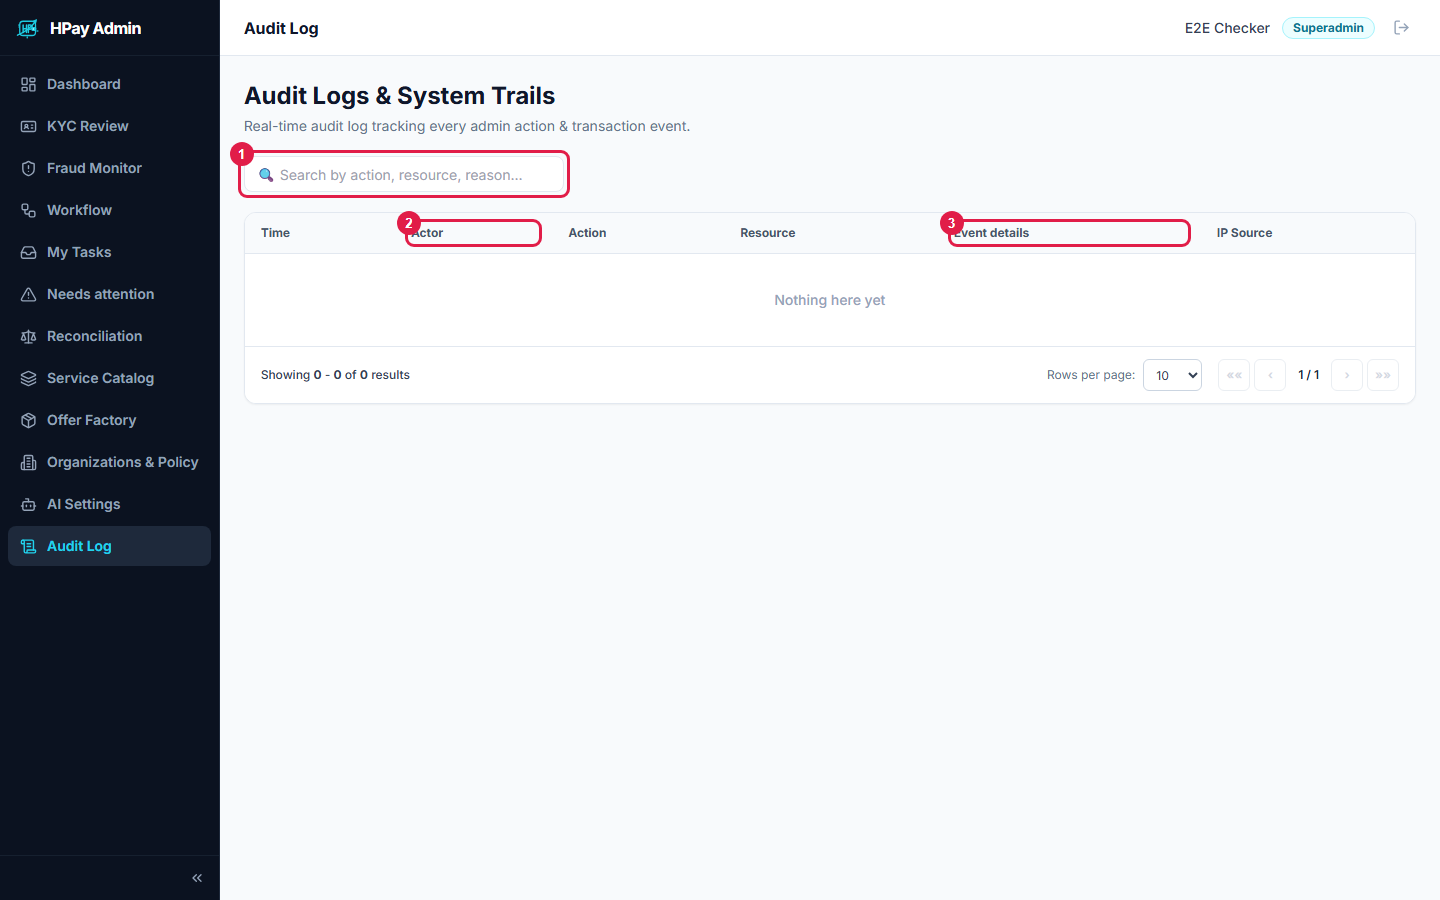 HPay Admin
Audit Log
E2E Checker
Superadmin
Dashboard
KYC Review
Fraud Monitor
Workflow
My Tasks
Needs attention
Reconciliation
Service Catalog
Offer Factory
Organizations & Policy
AI Settings
Audit Log
«
Audit Logs & System Trails
Real-time audit log tracking every admin action & transaction event.
1
Search by action, resource, reason...
2
3
Time Actor Action Resource Event details IP Source
Nothing here yet
Showing 0 - 0 of 0 results
Rows per page: 10 «« ‹ 1 / 1 › »»